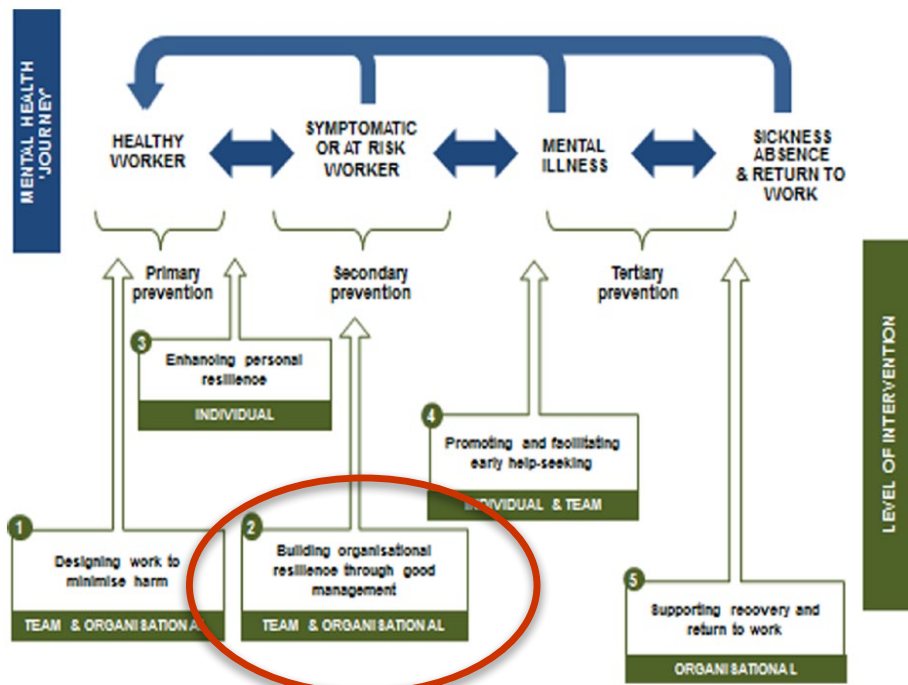 MENTAL HEALTH
'JOURNEY'
HEALTHY
WORKER
SYMPTOMATIC
OR AT RISK
WORKER
MENTAL
ILLNESS
SICKNESS
ABSENCE
& RETURN TO
WORK
Primary
prevention
Secondary
prevention
Tertiary
prevention
3
Enhancing personal
resilience
INDIVIDUAL
4
Promoting and facilitating
early help-seeking
INDIVIDUAL & TEAM
1
Designing work to
minimise harm
TEAM & ORGANISATIONAL
2
Building organisational
resilience through good
management
TEAM & ORGANISATIONAL
5
Supporting recovery and
return to work
ORGANISATIONAL
LEVEL OF INTERVENTION